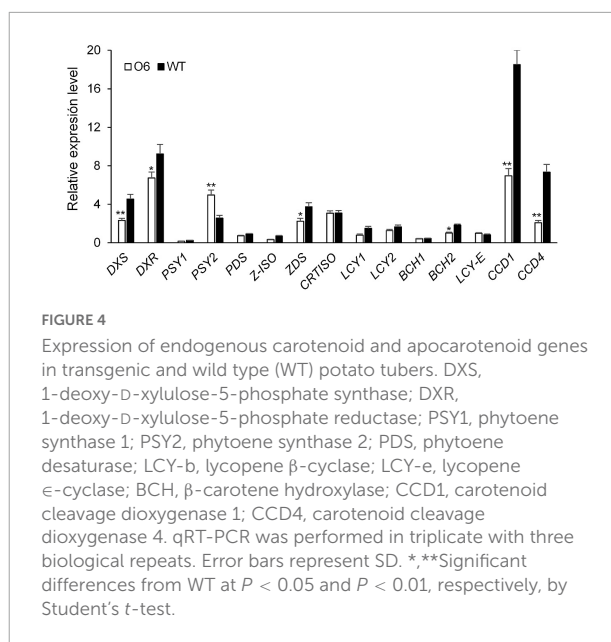 20
16
12
8
4
0
Relative expresión level
O6 WT
** * ** * * ** **
DXS DXR PSY1 PSY2 PDS Z-ISO ZDS CRTISO LCY1 LCY2 BCH1 BCH2 LCY-E CCD1 CCD4
FIGURE 4
Expression of endogenous carotenoid and apocarotenoid genes
in transgenic and wild type (WT) potato tubers. DXS,
1-deoxy-D-xylulose-5-phosphate synthase; DXR,
1-deoxy-D-xylulose-5-phosphate reductase; PSY1, phytoene
synthase 1; PSY2, phytoene synthase 2; PDS, phytoene
desaturase; LCY-b, lycopene β-cyclase; LCY-e, lycopene
∊-cyclase; BCH, β-carotene hydroxylase; CCD1, carotenoid
cleavage dioxygenase 1; CCD4, carotenoid cleavage
dioxygenase 4. qRT-PCR was performed in triplicate with three
biological repeats. Error bars represent SD. *,**Significant
differences from WT at P < 0.05 and P < 0.01, respectively, by
Student's t-test.